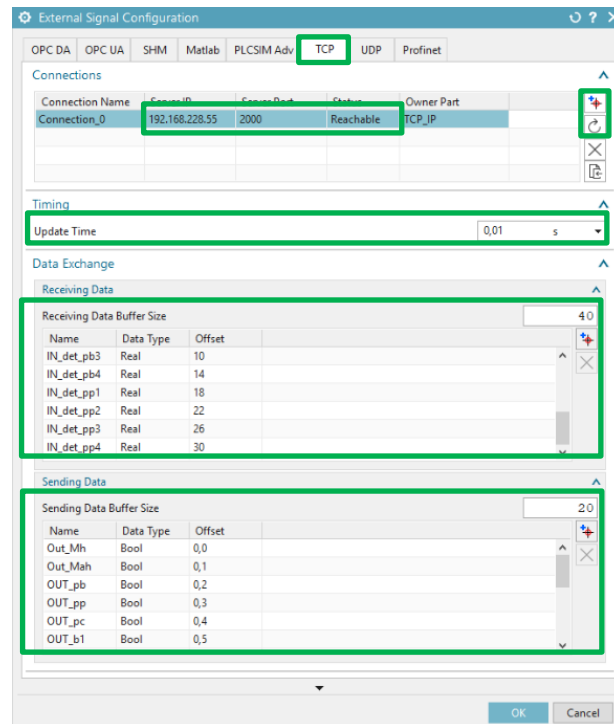 External Signal Configuration
OPC DA OPC UA SHM Matlab PLCSIM Adv TCP UDP Profinet
Connections
Connection Name Server IP Server Port Status Owner Part
Connection_0 192.168.228.55 2000 Reachable TCP_IP
Timing
Update Time 0,01 s
Data Exchange
Receiving Data
Receiving Data Buffer Size 40
Name Data Type Offset
IN_det_pb3 Real 10
IN_det_pb4 Real 14
IN_det_pp1 Real 18
IN_det_pp2 Real 22
IN_det_pp3 Real 26
IN_det_pp4 Real 30
Sending Data
Sending Data Buffer Size 20
Name Data Type Offset
Out_Mh Bool 0,0
Out_Mah Bool 0,1
OUT_pb Bool 0,2
OUT_pp Bool 0,3
OUT_pc Bool 0,4
OUT_b1 Bool 0,5
OK Cancel